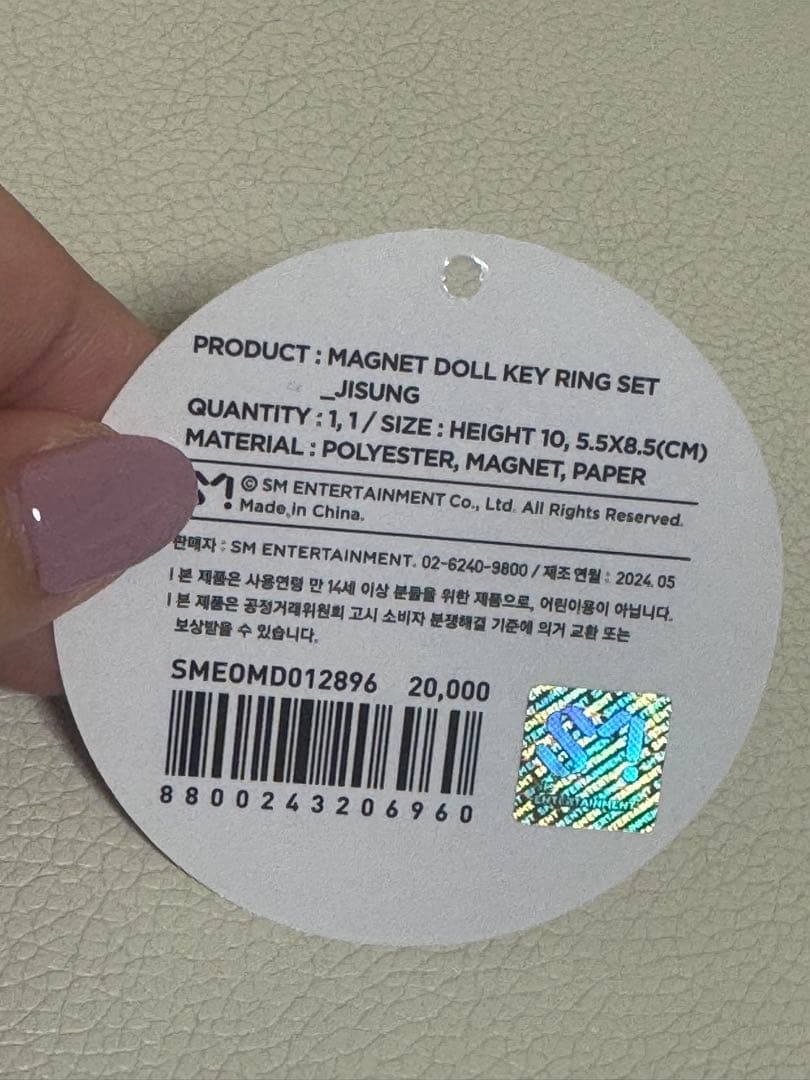 PRODUCT : MAGNET DOLL KEY RING SET
_JISUNG
QUANTITY : 1, 1 / SIZE : HEIGHT 10, 5.5X8.5(CM)
MATERIAL : POLYESTER, MAGNET, PAPER
SM! © SM ENTERTAINMENT Co., Ltd. All Rights Reserved.
Made in China.
판매자 : SM ENTERTAINMENT. 02-6240-9800 / 제조연월 : 2024. 05
l 본 제품은 사용연령 만 14세 이상 분들을 위한 제품으로, 어린이용이 아닙니다.
l 본 제품은 공정거래위원회 고시 소비자 분쟁해결 기준에 의거 교환 또는
보상받을 수 있습니다.
SMEOMD012896 20,000
8800243206960
SM!
ENTERTAINMENT